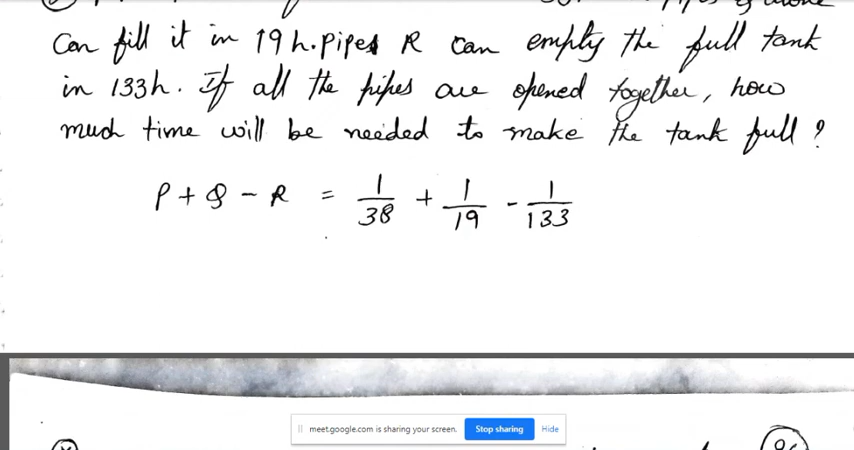 alone
Can fill it in 19 h. Pipes R can empty the full tank
in 133h. If all the pipes are opened together, how
much time will be needed to make the tank full?
P + Q - R = 1/38 + 1/19 - 1/133
meet.google.com is sharing your screen. Stop sharing Hide